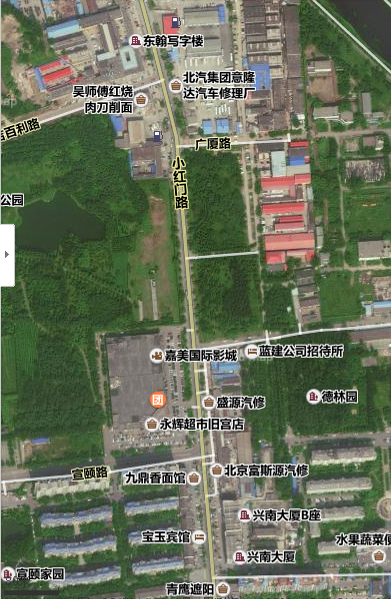 东翰写字楼
北汽集团意隆
达汽车修理厂
吴师傅红烧
肉刀削面
百利路
广厦路
小红门路
公园
嘉美国际影城
蓝建公司招待所
团
德林园
盛源汽修
永辉超市旧宫店
宣颐路
九鼎香面馆
北京富斯源汽修
兴南大厦B座
宝玉宾馆
水果蔬菜便
兴南大厦
宣颐家园
青鹰遮阳